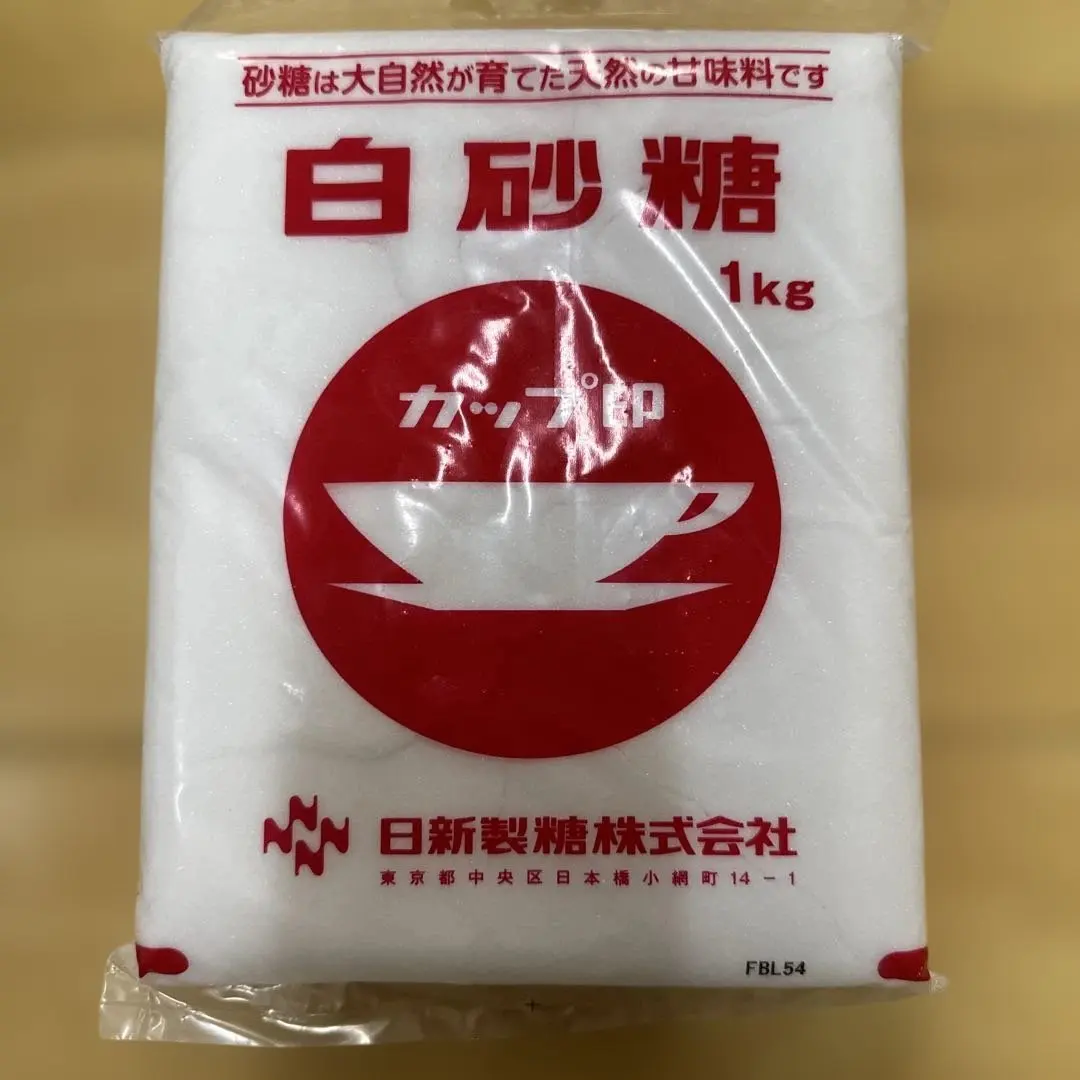 砂糖は大自然が育てた天然の甘味料です
白砂糖
1kg
カップ印
日新製糖株式会社
東京都中央区日本橋小網町14-1
FBL54